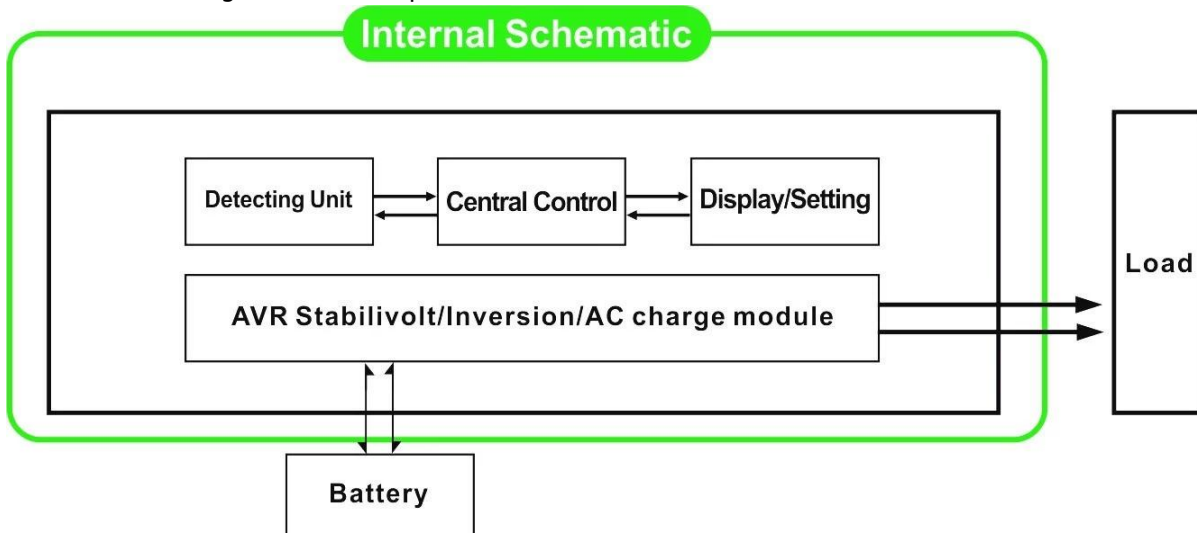 Internal Schematic
Detecting Unit
Central Control
Display/Setting
AVR Stabilivolt/Inversion/AC charge module
Load
Battery